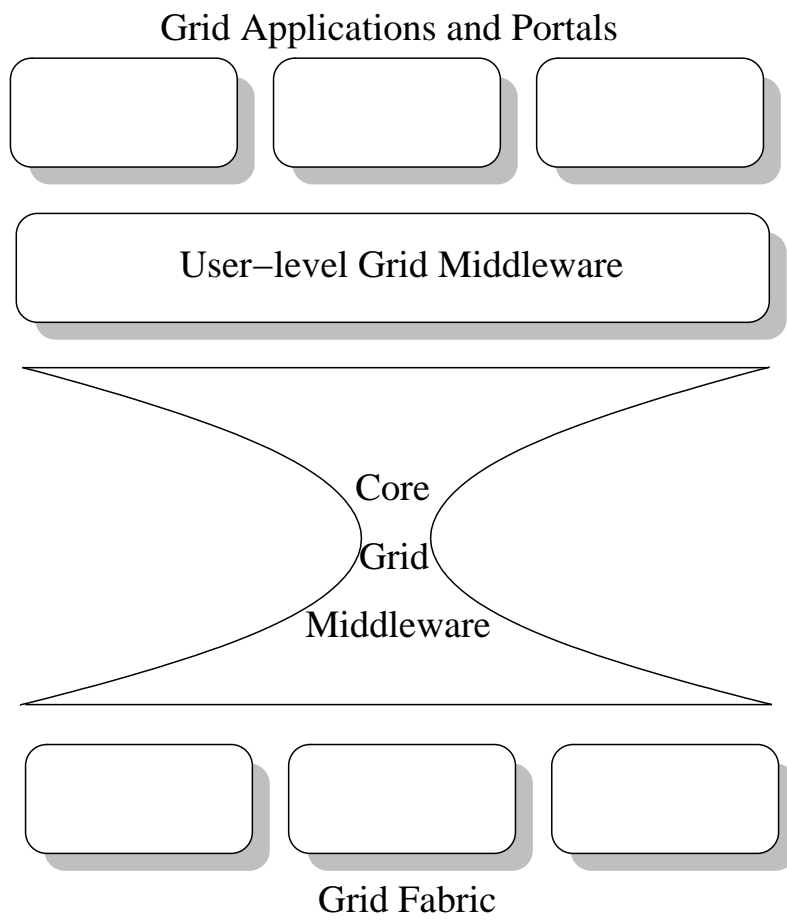 Grid Applications and Portals
User−level Grid Middleware
Core
Grid
Middleware
Grid Fabric